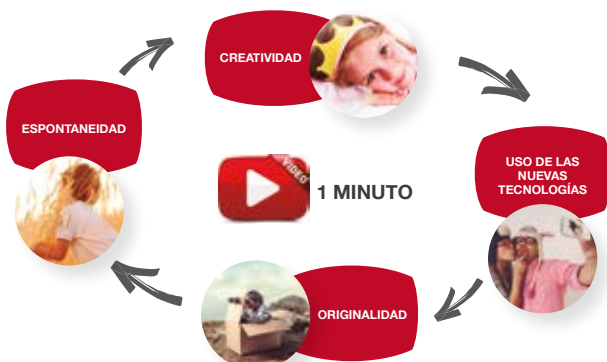 CREATIVIDAD
ESPONTANEIDAD
USO DE LAS
NUEVAS
TECNOLOGÍAS
VIDEO
1 MINUTO
ORIGINALIDAD